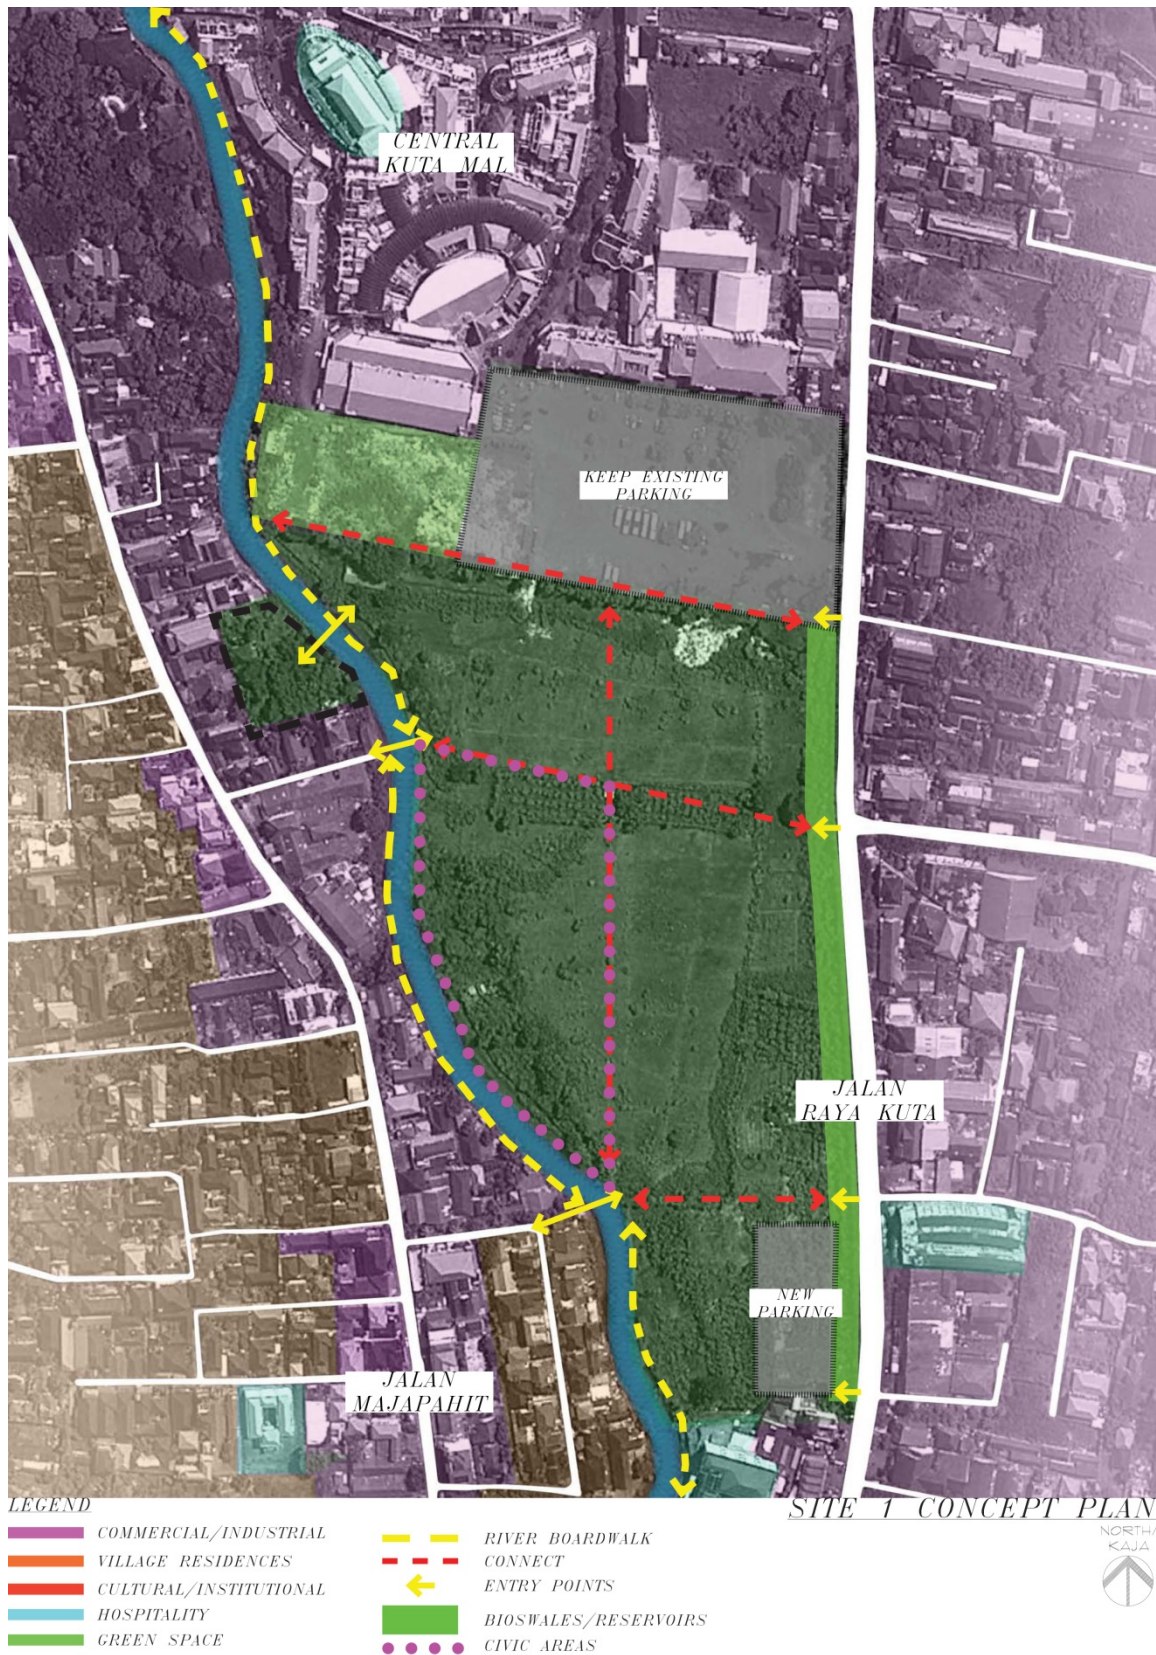 CENTRAL
KUTA MAL
KEEP EXISTING
PARKING
JALAN
RAYA KUTA
NEW
PARKING
JALAN
MAJAPAHIT
LEGEND
COMMERCIAL/INDUSTRIAL
VILLAGE RESIDENCES
CULTURAL/INSTITUTIONAL
HOSPITALITY
GREEN SPACE
RIVER BOARDWALK
CONNECT
ENTRY POINTS
BIOSWALES/RESERVOIRS
CIVIC AREAS
SITE 1 CONCEPT PLAN
NORTH/
KAJA